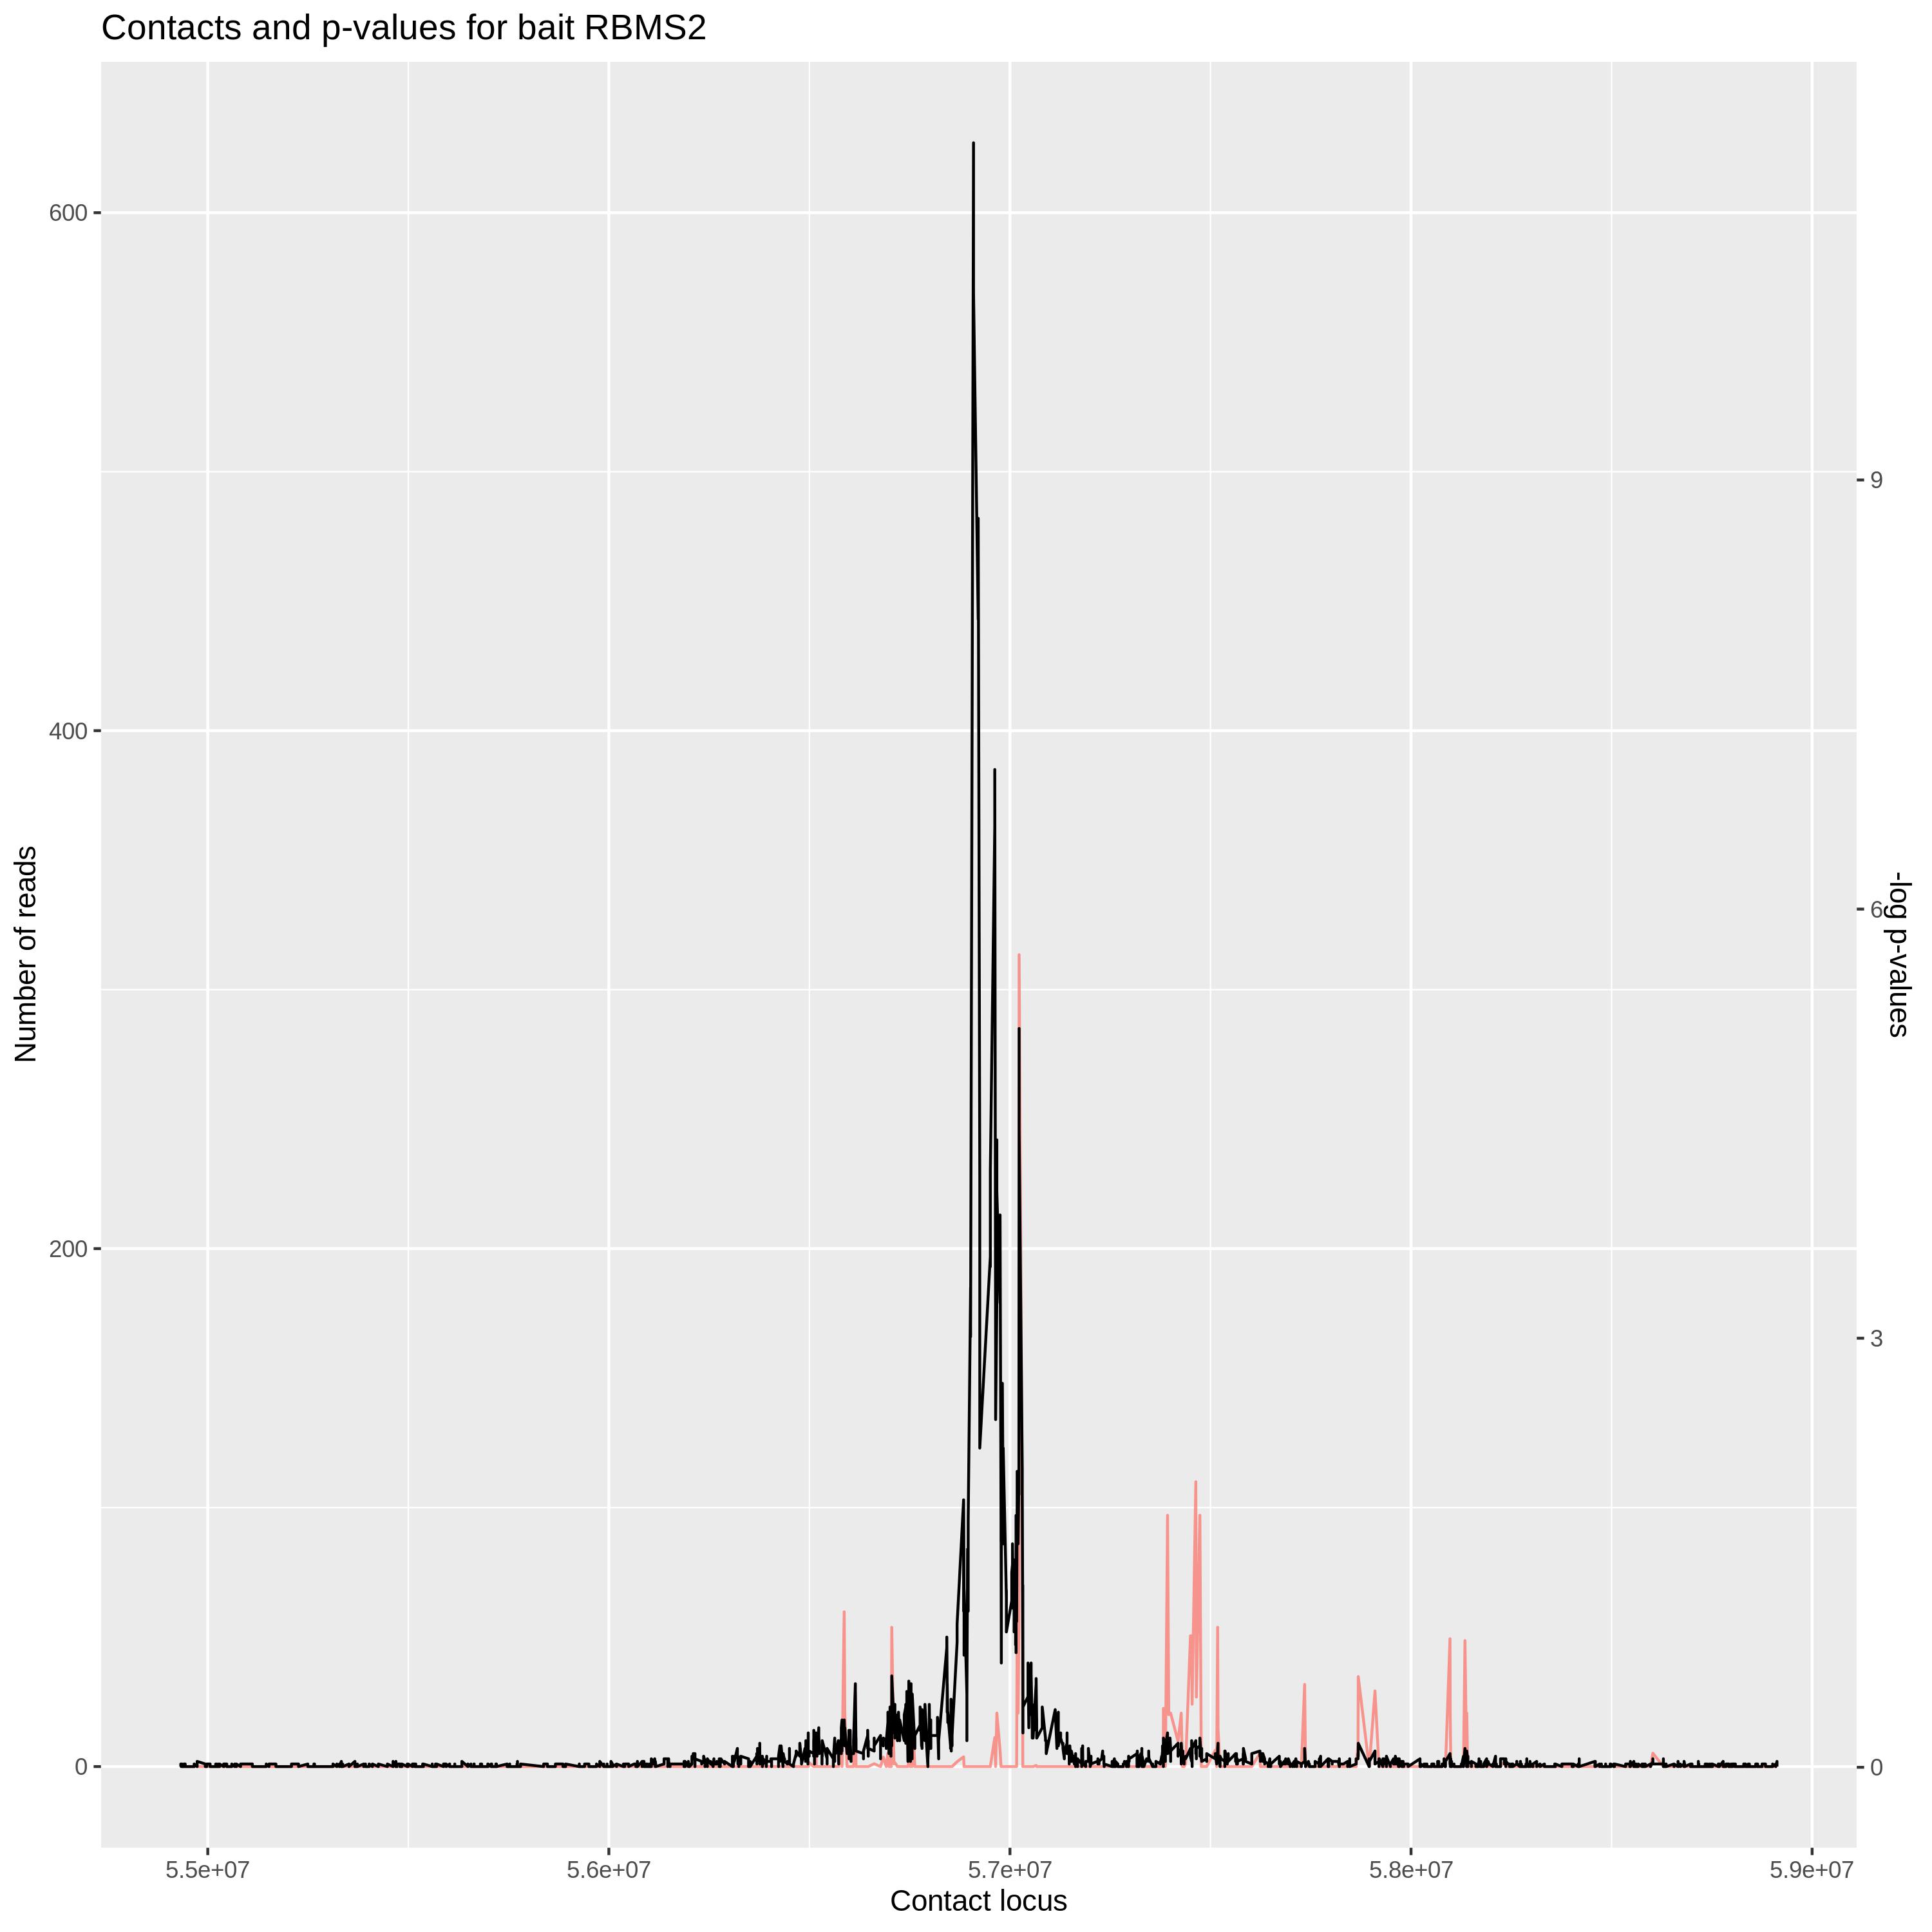 Contacts and p-values for bait RBMS2
600
400
200
0
9
6
3
0
Number of reads
-log p-values
5.5e+07
5.6e+07
5.7e+07
5.8e+07
5.9e+07
Contact locus